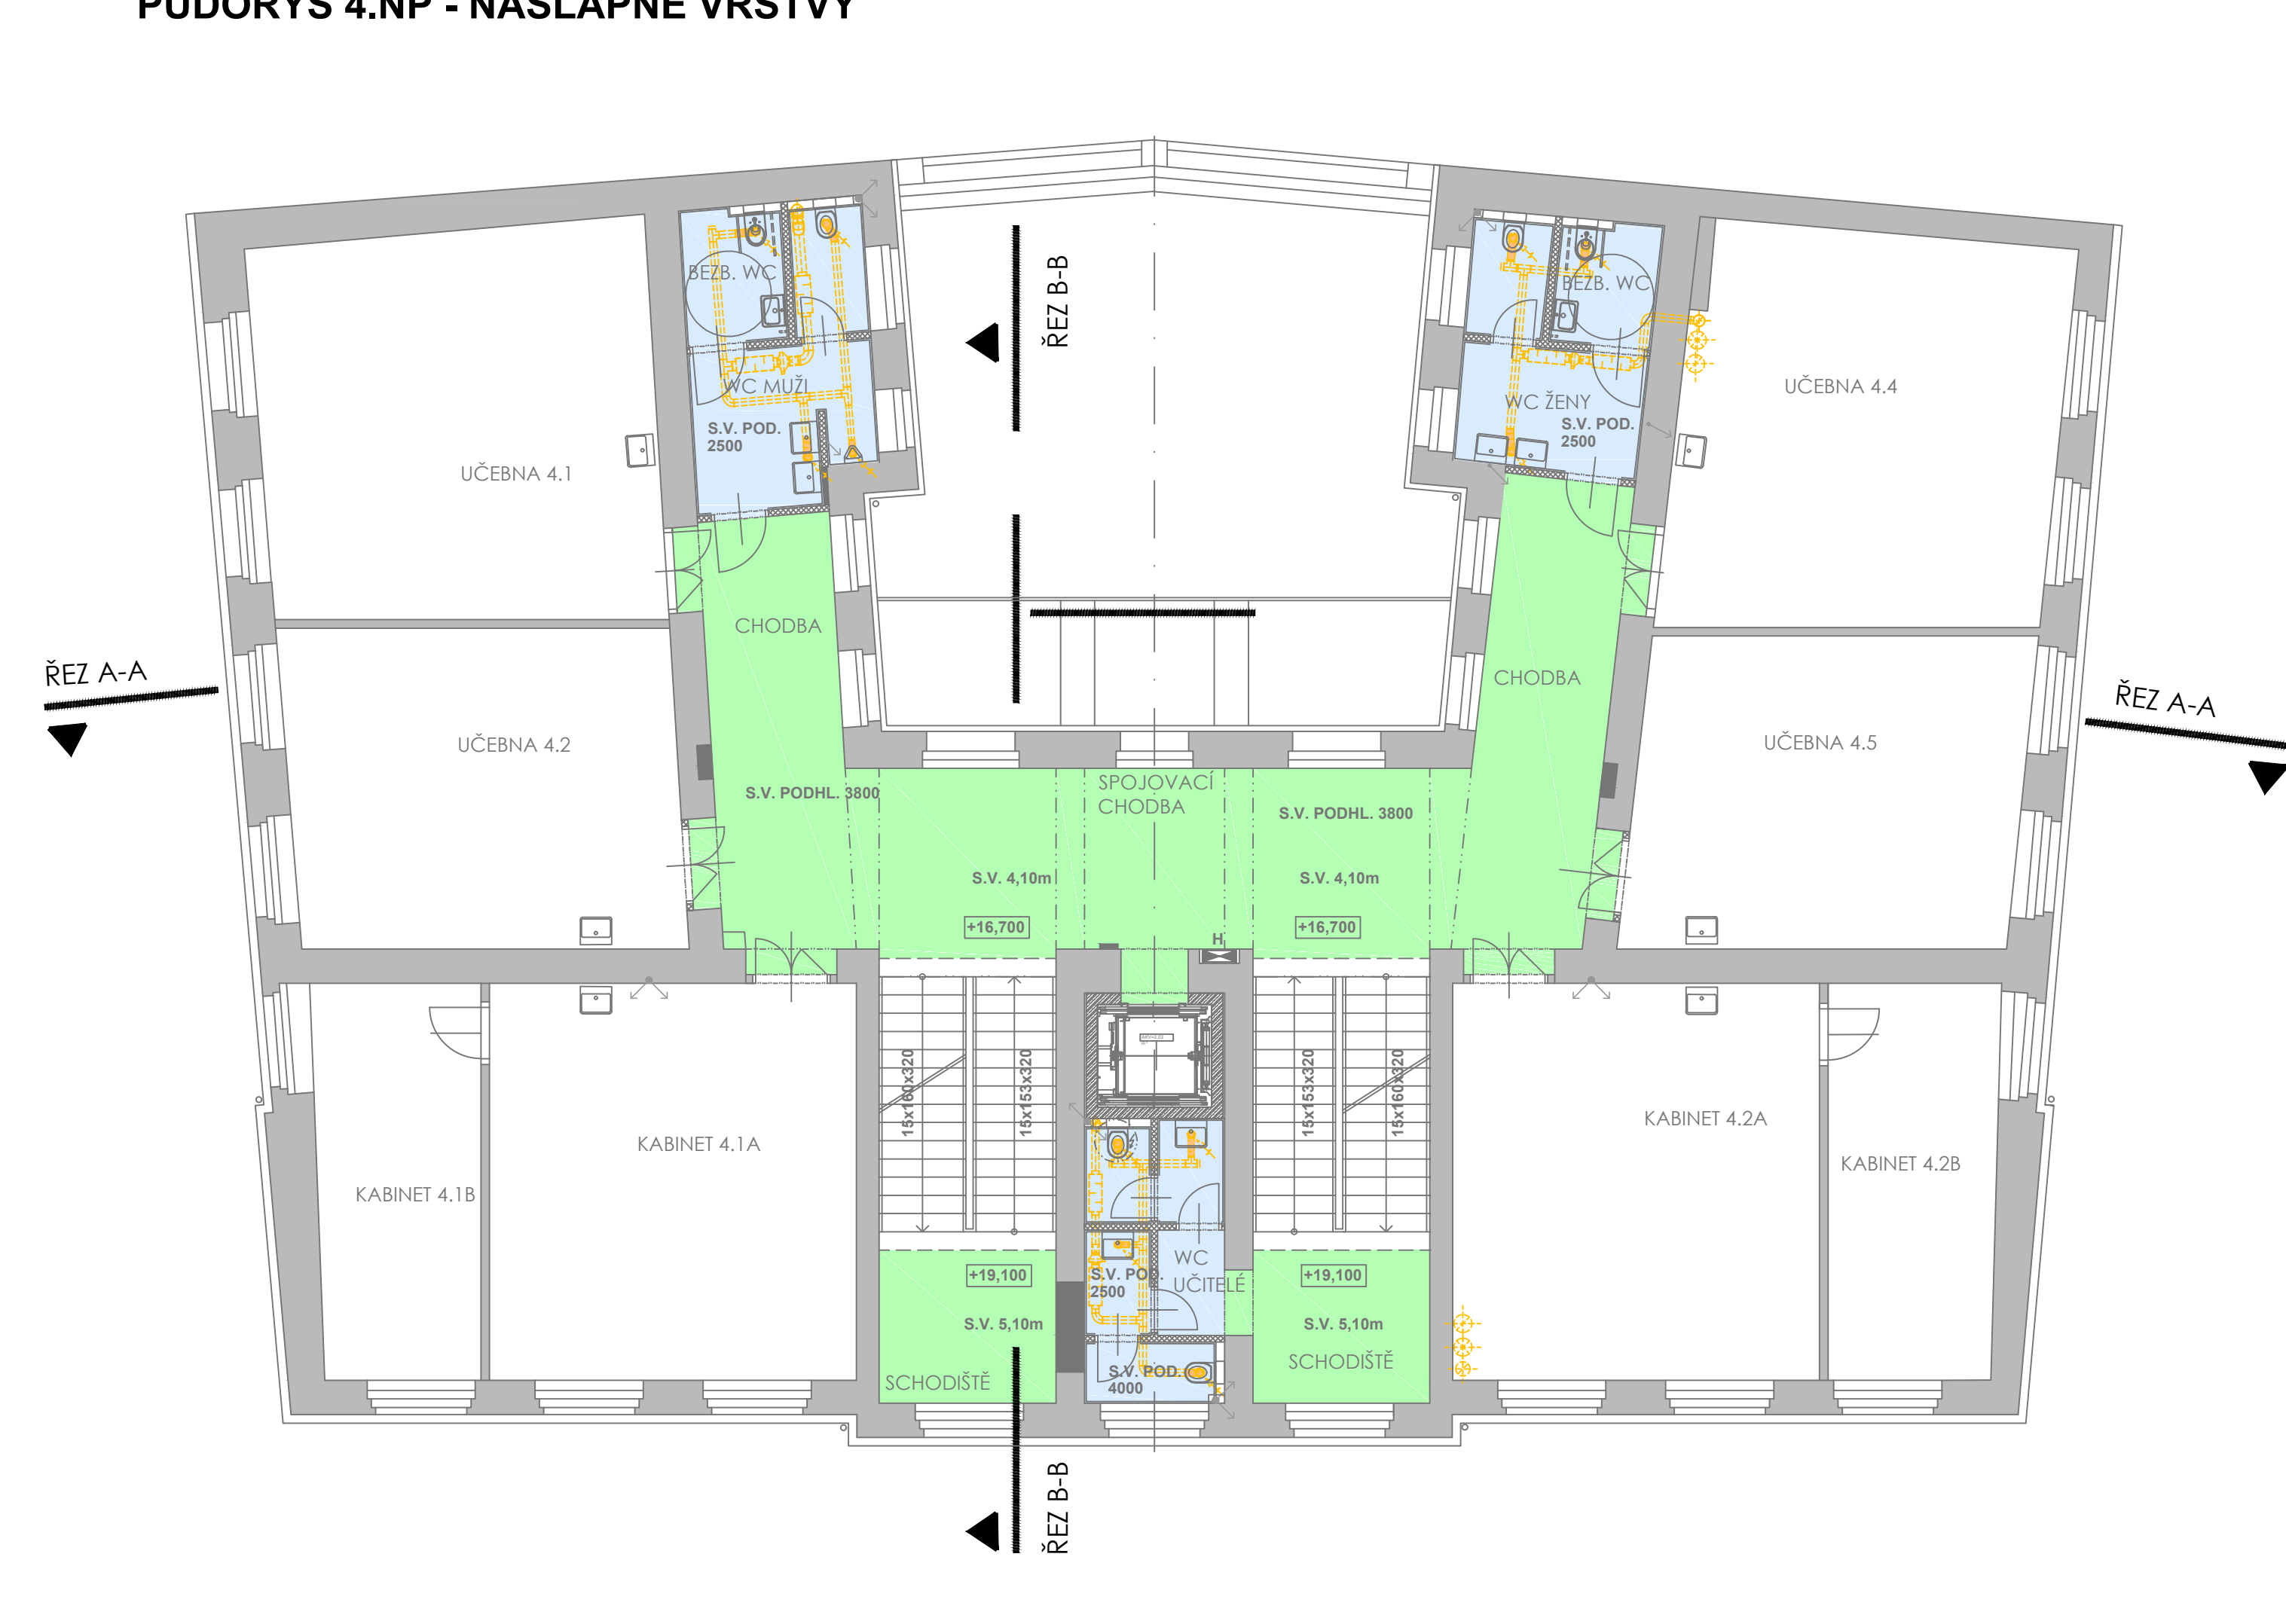 PŮDORYS 4.NP - NÁŠLAPNÉ VRSTVY
ŘEZ B-B
BEZB. WC
BEZB. WC
WC MUŽI
S.V. POD.
2500
WC ŽENY
S.V. POD.
2500
UČEBNA 4.1
UČEBNA 4.4
CHODBA
CHODBA
ŘEZ A-A
ŘEZ A-A
UČEBNA 4.2
UČEBNA 4.5
S.V. PODHL. 3800
SPOJOVACÍ
CHODBA
S.V. PODHL. 3800
S.V. 4,10m
S.V. 4,10m
+16,700
+16,700
H
15x160x320
15x153x320
15x153x320
15x160x320
KABINET 4.1A
KABINET 4.1B
KABINET 4.2A
KABINET 4.2B
WC
UČITELÉ
S.V. POD.
2500
+19,100
+19,100
S.V. 5,10m
S.V. 5,10m
SCHODIŠTĚ
SCHODIŠTĚ
S.V. POD.
4000
ŘEZ B-B